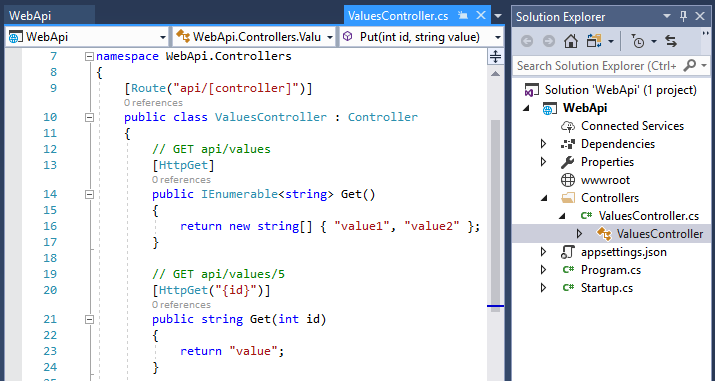 WebApi
ValuesController.cs
WebApi
WebApi.Controllers.Valu
Put(int id, string value)
7 namespace WebApi.Controllers
8 {
9 [Route("api/[controller]")]
0 references
10 public class ValuesController : Controller
11 {
12 // GET api/values
13 [HttpGet]
0 references
14 public IEnumerable<string> Get()
15 {
16 return new string[] { "value1", "value2" };
17 }
18
19 // GET api/values/5
20 [HttpGet("{id}")]
0 references
21 public string Get(int id)
22 {
23 return "value";
24 }
Solution Explorer
Search Solution Explorer (Ctrl+
Solution 'WebApi' (1 project)
WebApi
Connected Services
Dependencies
Properties
wwwroot
Controllers
C# ValuesController.cs
ValuesController
appsettings.json
C# Program.cs
C# Startup.cs